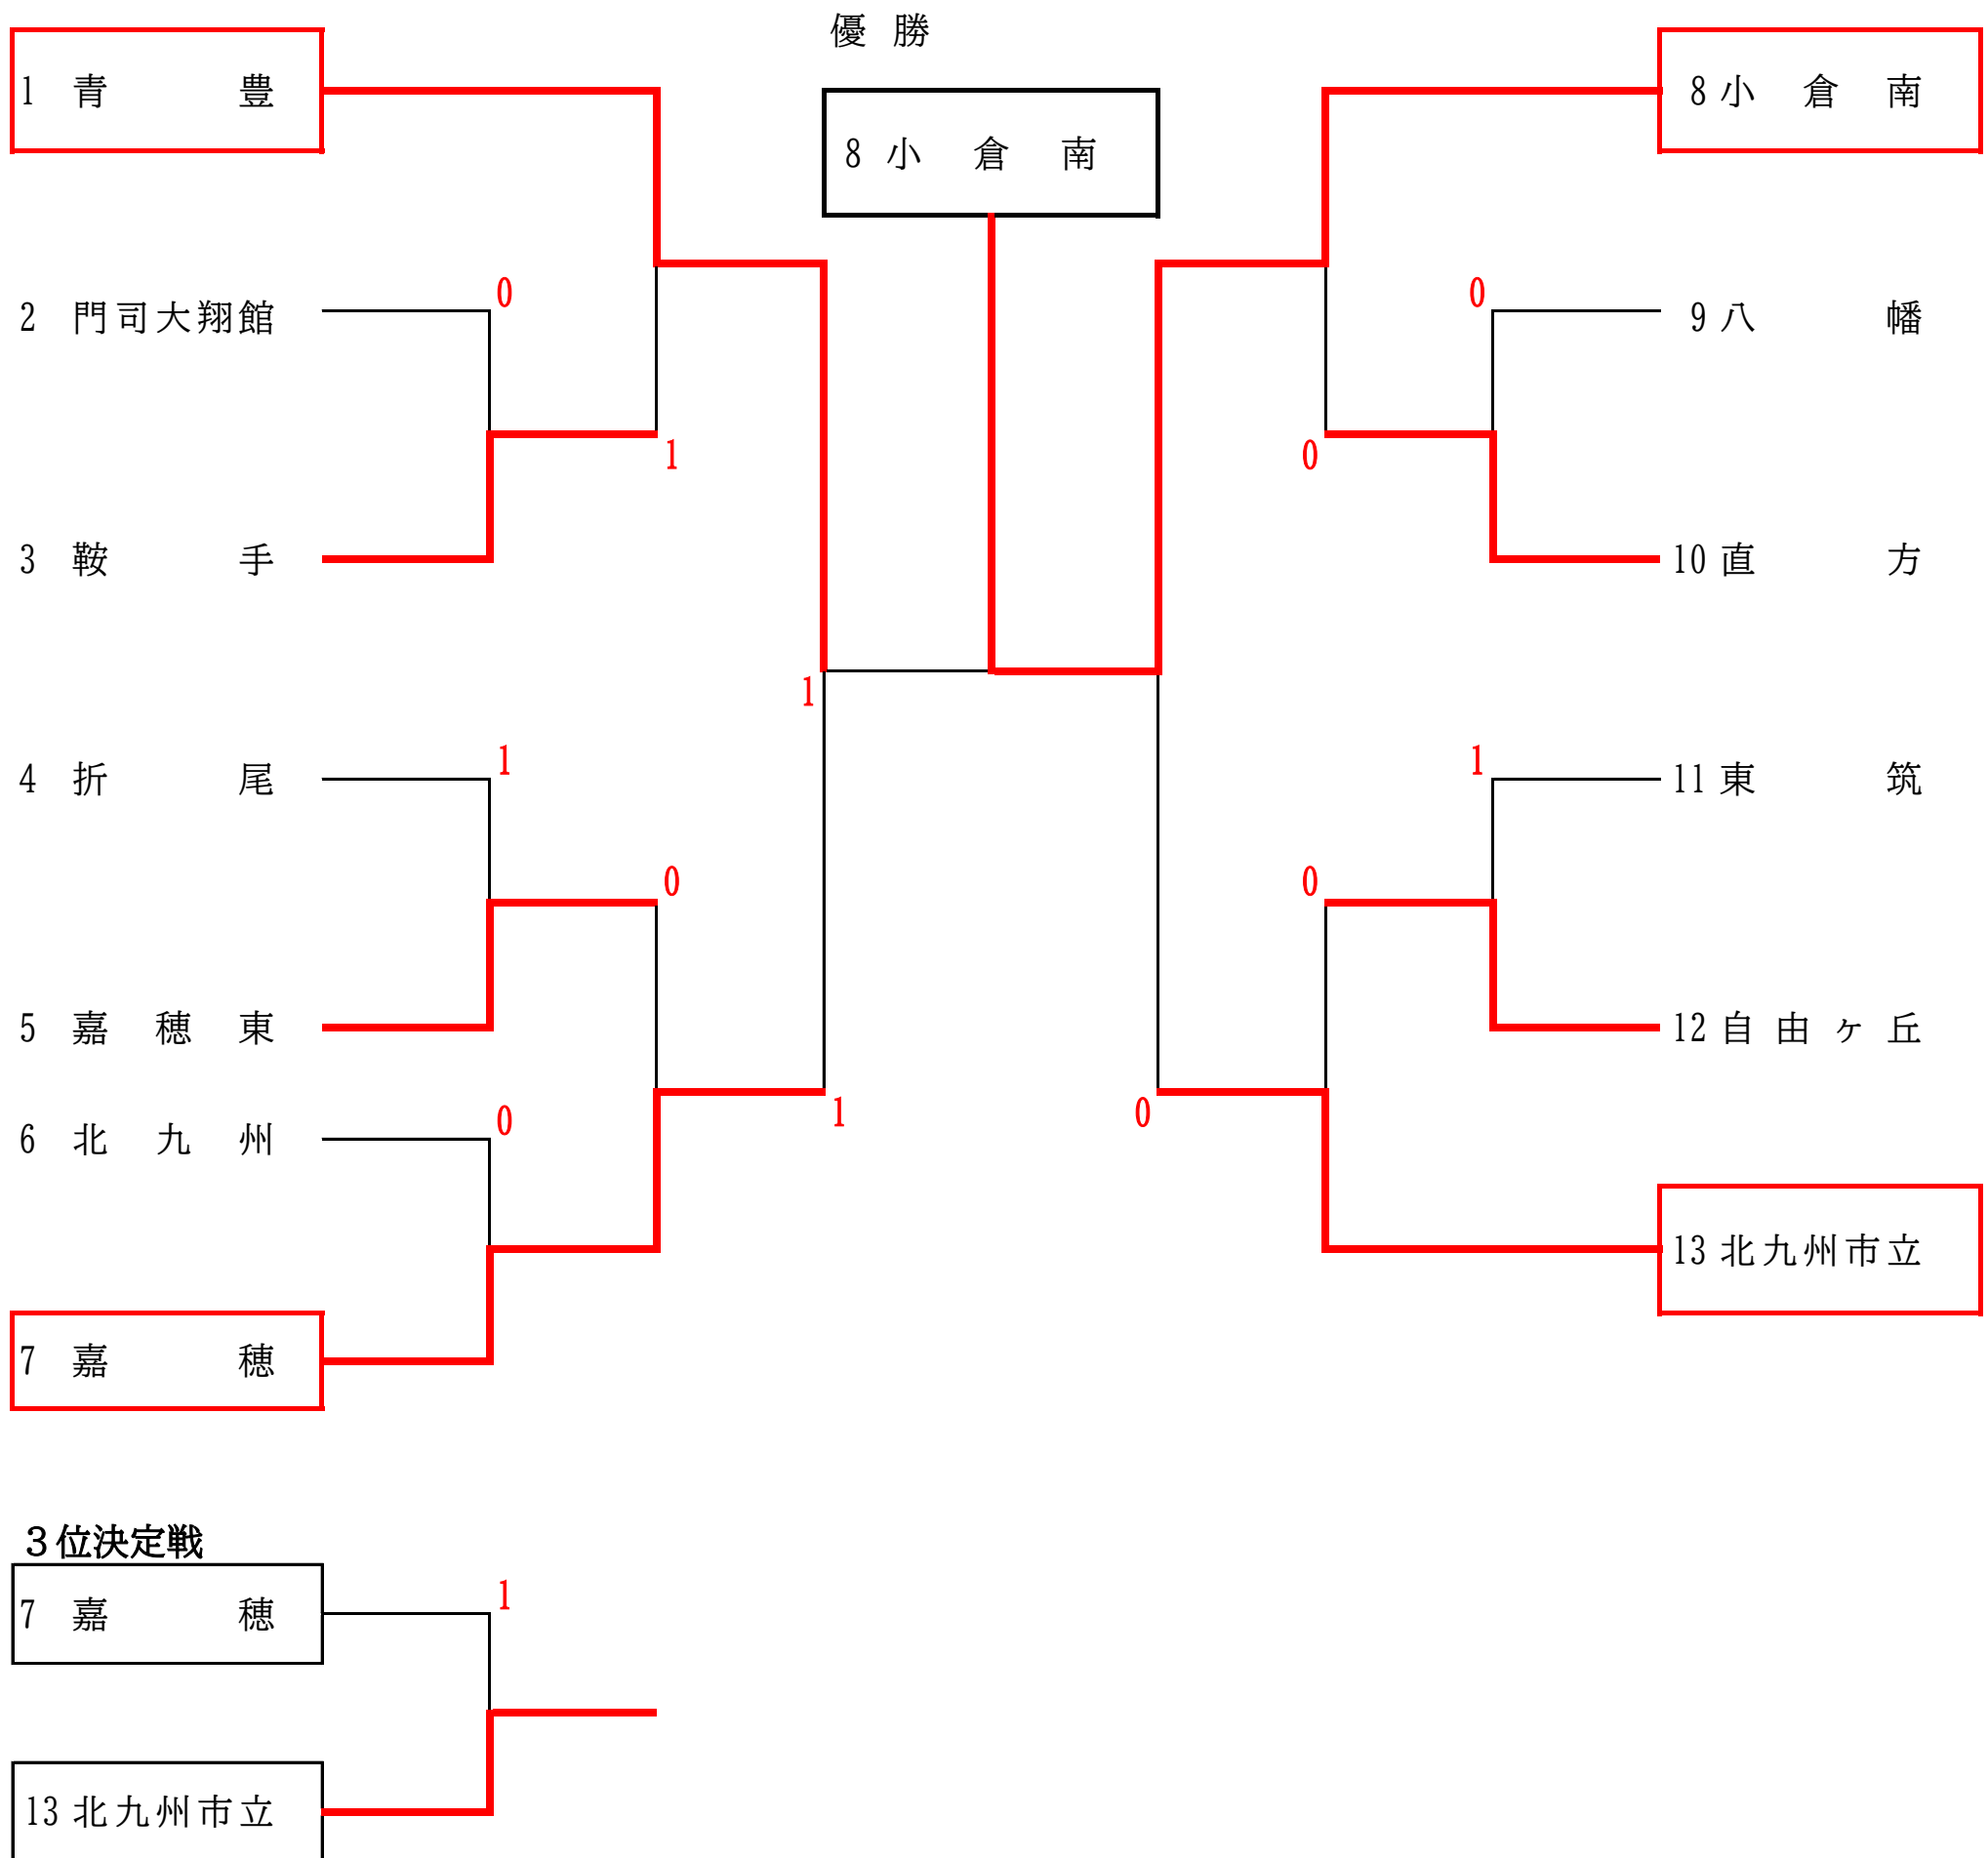 優勝
1 青豊
8 小倉南
8 小倉南
0
0
2 門司大翔館
9 八幡
1
0
3 鞍手
10 直方
1
1
1
4 折尾
11 東筑
0
0
5 嘉穂東
12 自由ヶ丘
0
1
0
6 北九州
13 北九州市立
7 嘉穂
3位決定戦
1
7 嘉穂
13 北九州市立